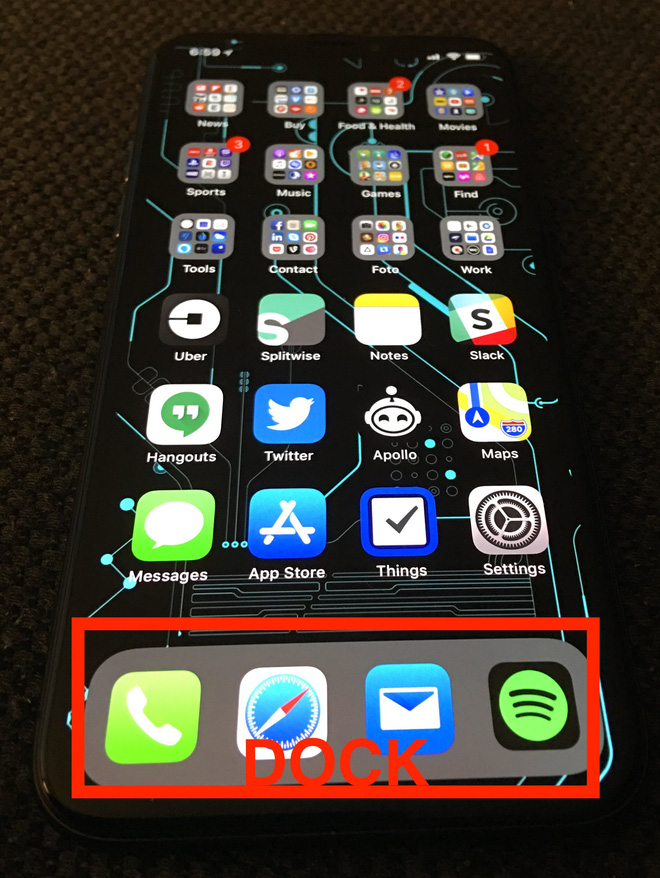 6:59
2
News Buy Food & Health Movies
3 1
Sports Music Games Find
Tools Contact Foto Work
S S
Uber Splitwise Notes Slack
280
Hangouts Twitter Apollo Maps
Messages App Store Things Settings
DOCK